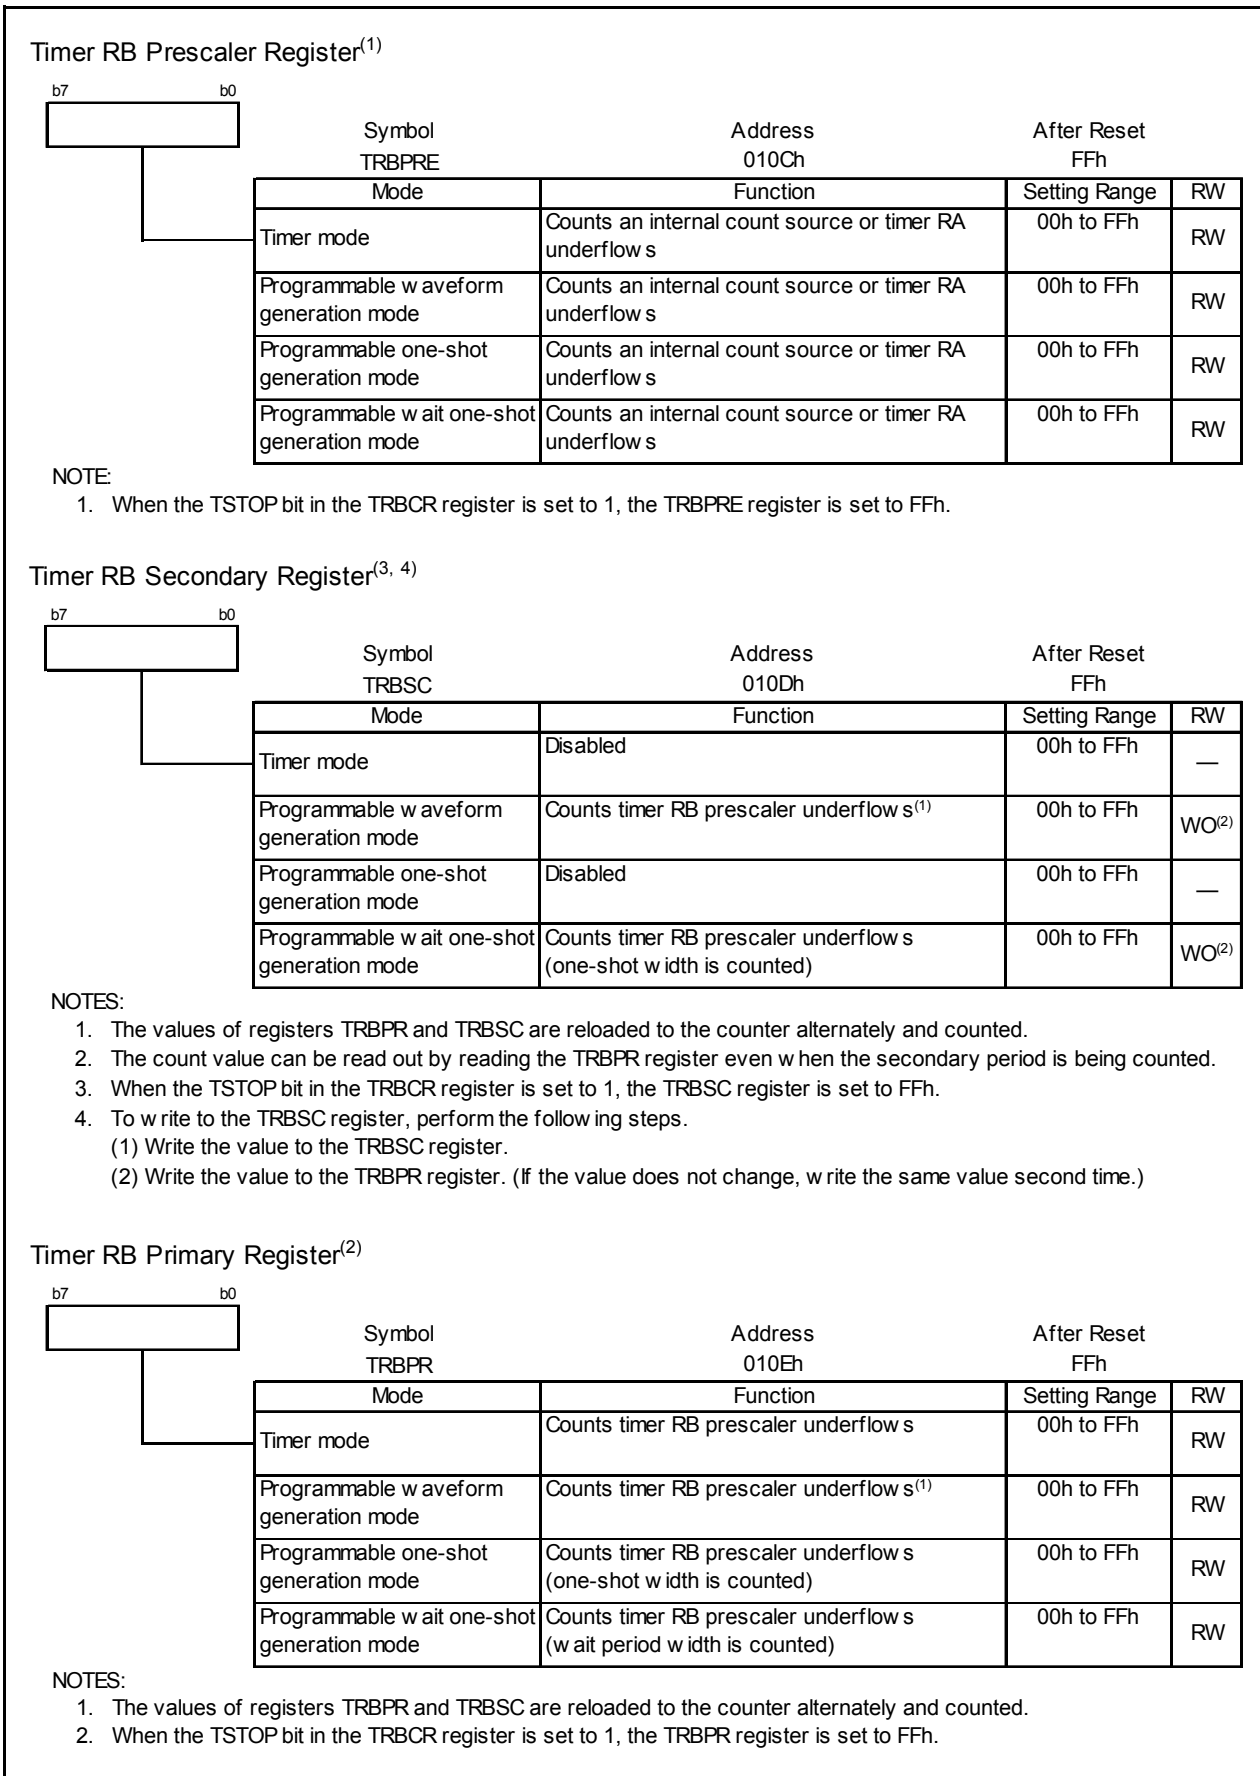 Timer RB Prescaler Register(1)
b7 b0
Symbol Address After Reset
TRBPRE 010Ch FFh
Mode Function Setting Range RW
Timer mode Counts an internal count source or timer RA underflows 00h to FFh RW
Programmable waveform generation mode Counts an internal count source or timer RA underflows 00h to FFh RW
Programmable one-shot generation mode Counts an internal count source or timer RA underflows 00h to FFh RW
Programmable wait one-shot generation mode Counts an internal count source or timer RA underflows 00h to FFh RW
NOTE:
1. When the TSTOP bit in the TRBCR register is set to 1, the TRBPRE register is set to FFh.
Timer RB Secondary Register(3, 4)
b7 b0
Symbol Address After Reset
TRBSC 010Dh FFh
Mode Function Setting Range RW
Timer mode Disabled 00h to FFh —
Programmable waveform generation mode Counts timer RB prescaler underflows(1) 00h to FFh WO(2)
Programmable one-shot generation mode Disabled 00h to FFh —
Programmable wait one-shot generation mode Counts timer RB prescaler underflows (one-shot width is counted) 00h to FFh WO(2)
NOTES:
1. The values of registers TRBPR and TRBSC are reloaded to the counter alternately and counted.
2. The count value can be read out by reading the TRBPR register even when the secondary period is being counted.
3. When the TSTOP bit in the TRBCR register is set to 1, the TRBSC register is set to FFh.
4. To write to the TRBSC register, perform the following steps.
(1) Write the value to the TRBSC register.
(2) Write the value to the TRBPR register. (If the value does not change, write the same value second time.)
Timer RB Primary Register(2)
b7 b0
Symbol Address After Reset
TRBPR 010Eh FFh
Mode Function Setting Range RW
Timer mode Counts timer RB prescaler underflows 00h to FFh RW
Programmable waveform generation mode Counts timer RB prescaler underflows(1) 00h to FFh RW
Programmable one-shot generation mode Counts timer RB prescaler underflows (one-shot width is counted) 00h to FFh RW
Programmable wait one-shot generation mode Counts timer RB prescaler underflows (wait period width is counted) 00h to FFh RW
NOTES:
1. The values of registers TRBPR and TRBSC are reloaded to the counter alternately and counted.
2. When the TSTOP bit in the TRBCR register is set to 1, the TRBPR register is set to FFh.